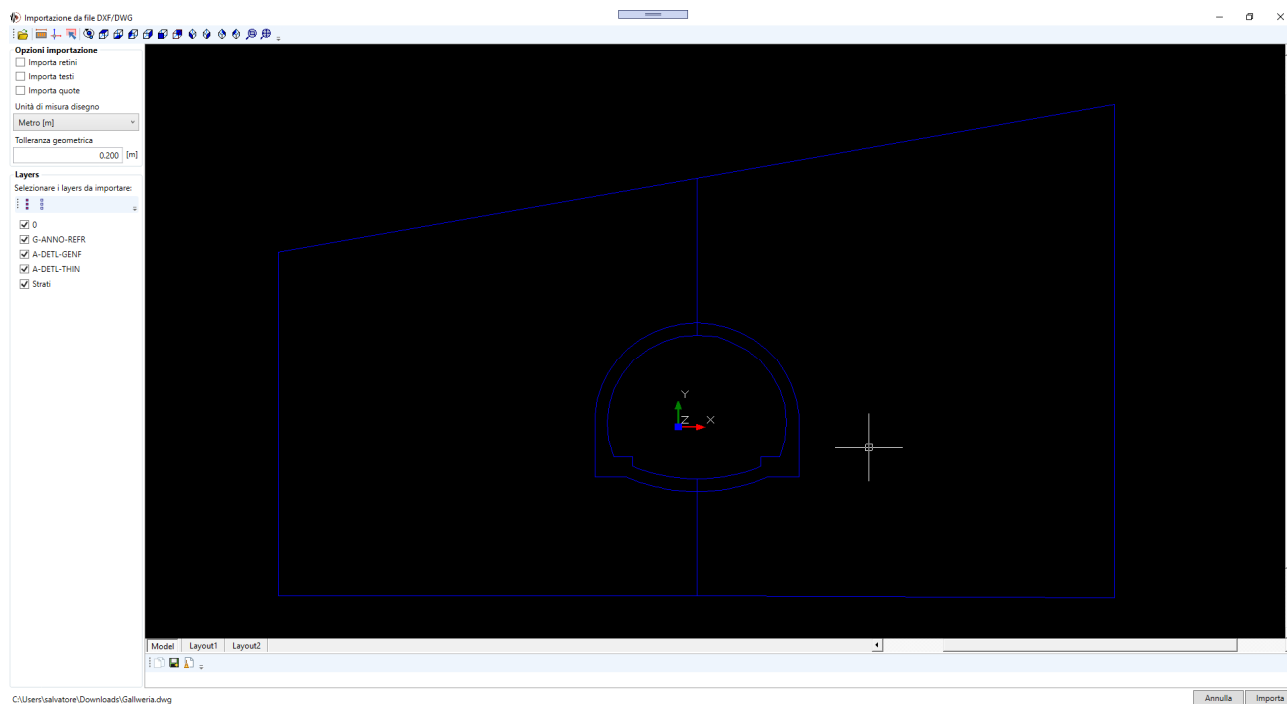 Importazione da file DXF/DWG
Opzioni importazione
Importa retini
Importa testi
Importa quote
Unità di misura disegno
Metro [m]
Tolleranza geometrica
0.200 [m]
Layers
Selezionare i layers da importare:
0
G-ANNO-REFR
A-DETL-GENF
A-DETL-THIN
Strati
Y
Z X
Model Layout1 Layout2
C:\Users\salvatore\Downloads\Gallweria.dwg
Annulla Importa